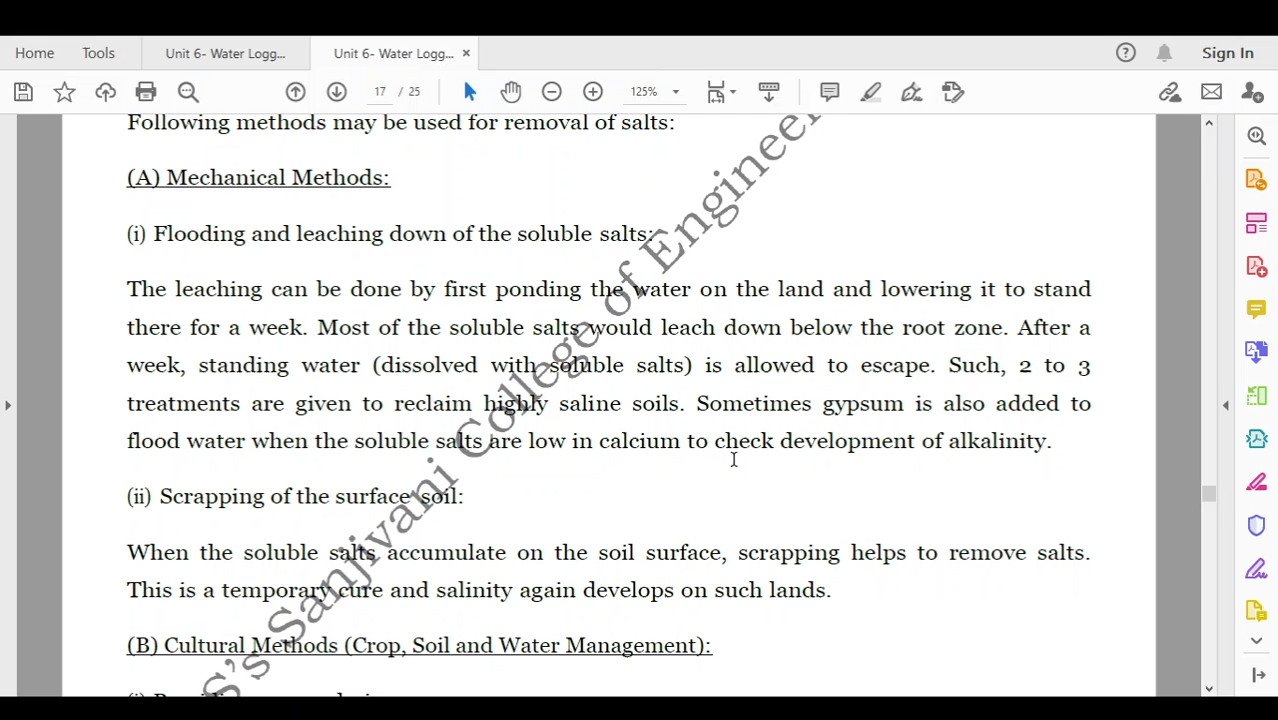 Home Tools Unit 6- Water Logg... Unit 6- Water Logg... × Sign In
17 / 25 125%
Following methods may be used for removal of salts:
(A) Mechanical Methods:
(i) Flooding and leaching down of the soluble salts:
The leaching can be done by first ponding the water on the land and lowering it to stand
there for a week. Most of the soluble salts would leach down below the root zone. After a
week, standing water (dissolved with soluble salts) is allowed to escape. Such, 2 to 3
treatments are given to reclaim highly saline soils. Sometimes gypsum is also added to
flood water when the soluble salts are low in calcium to check development of alkalinity.
(ii) Scrapping of the surface soil:
When the soluble salts accumulate on the soil surface, scrapping helps to remove salts.
This is a temporary cure and salinity again develops on such lands.
(B) Cultural Methods (Crop, Soil and Water Management):
S's Sanjivani College of Engineer